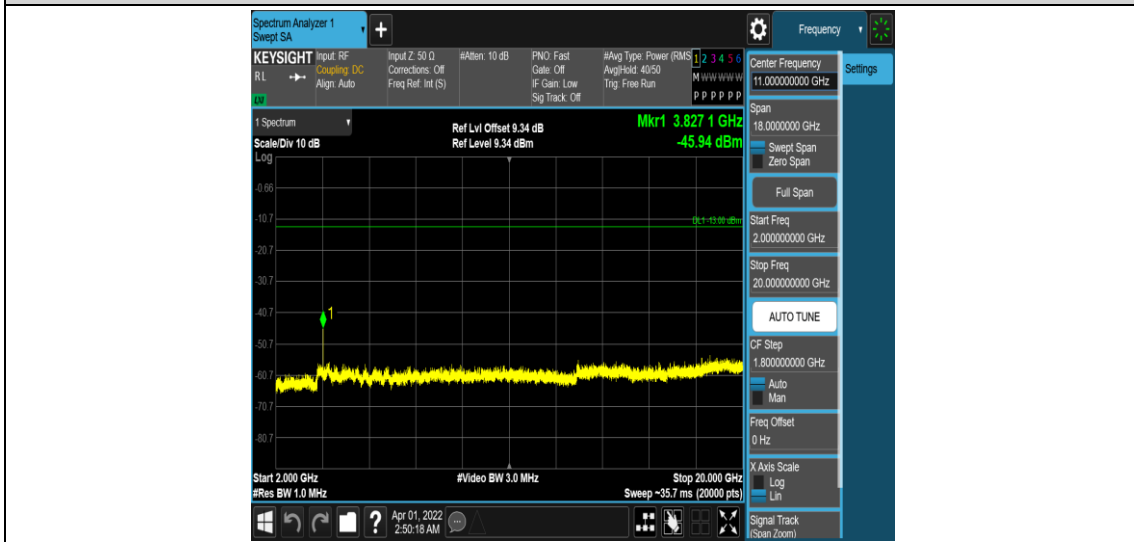 Spectrum Analyzer 1
Swept SA
+
Frequency
KEYSIGHT
RL
Input: RF
Coupling: DC
Align: Auto
Input Z: 50 Ω
Corrections: Off
Freq Ref: Int (S)
#Atten: 10 dB
PNO: Fast
Gate: Off
IF Gain: Low
Sig Track: Off
#Avg Type: Power (RMS
Avg|Hold: 40/50
Trig: Free Run
1 2 3 4 5 6
M W W W W W
P P P P P P
Center Frequency
11.000000000 GHz
Settings
Span
18.0000000 GHz
Swept Span
Zero Span
Full Span
Start Freq
2.000000000 GHz
Stop Freq
20.000000000 GHz
AUTO TUNE
CF Step
1.800000000 GHz
Auto
Man
Freq Offset
0 Hz
X Axis Scale
Log
Lin
Signal Track
(Span Zoom)
1 Spectrum
Scale/Div 10 dB
Log
Ref Lvl Offset 9.34 dB
Ref Level 9.34 dBm
Mkr1 3.827 1 GHz
-45.94 dBm
-0.66
-10.7
DL1 -13.00 dBm
-20.7
-30.7
-40.7
1
-50.7
-60.7
-70.7
-80.7
Start 2.000 GHz
#Video BW 3.0 MHz
Stop 20.000 GHz
#Res BW 1.0 MHz
Sweep ~35.7 ms (20000 pts)
?
Apr 01, 2022
2:50:18 AM